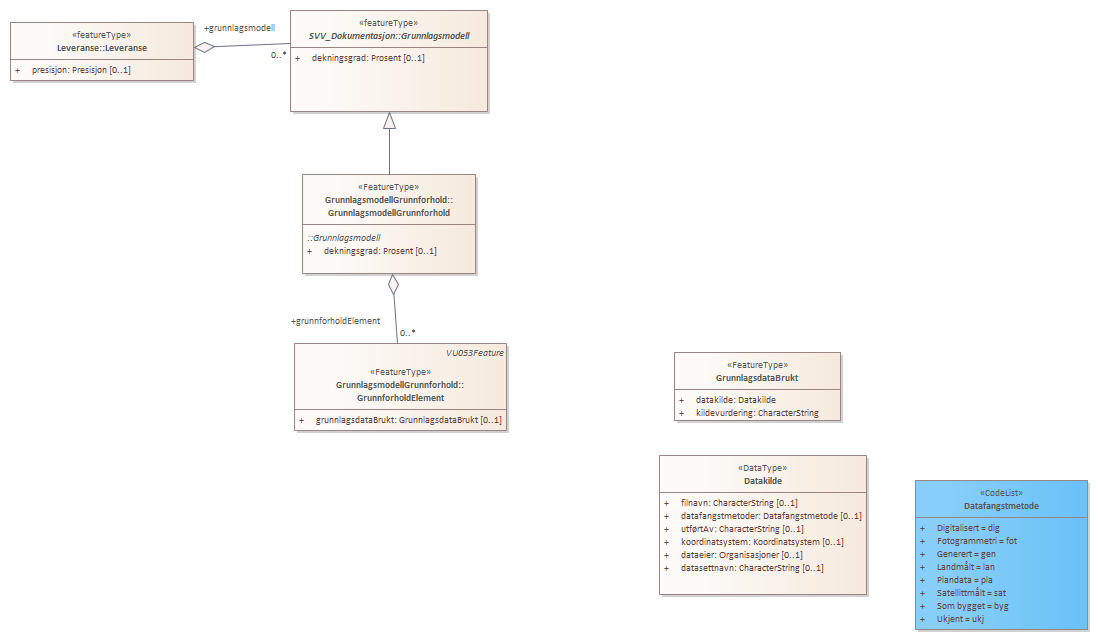 «featureType»
Leveranse::Leveranse
+ presisjon: Presisjon [0..1]
+grunnlagsmodell
0..*
«featureType»
SVV_Dokumentasjon::Grunnlagsmodell
+ dekningsgrad: Prosent [0..1]
«FeatureType»
GrunnlagsmodellGrunnforhold::
GrunnlagsmodellGrunnforhold
::Grunnlagsmodell
+ dekningsgrad: Prosent [0..1]
+grunnforholdElement
0..*
VU053Feature
«FeatureType»
GrunnlagsmodellGrunnforhold::
GrunnforholdElement
+ grunnlagsdataBrukt: GrunnlagsdataBrukt [0..1]
«FeatureType»
GrunnlagsdataBrukt
+ datakilde: Datakilde
+ kildevurdering: CharacterString
«DataType»
Datakilde
+ filnavn: CharacterString [0..1]
+ datafangstmetoder: Datafangstmetode [0..1]
+ utførtAv: CharacterString [0..1]
+ koordinatsystem: Koordinatsystem [0..1]
+ dataeier: Organisasjoner [0..1]
+ datasettnavn: CharacterString [0..1]
«CodeList»
Datafangstmetode
+ Digitalisert = dig
+ Fotogrammetri = fot
+ Generert = gen
+ Landmålt = lan
+ Plandata = pla
+ Satellittmålt = sat
+ Som bygget = byg
+ Ukjent = ukj